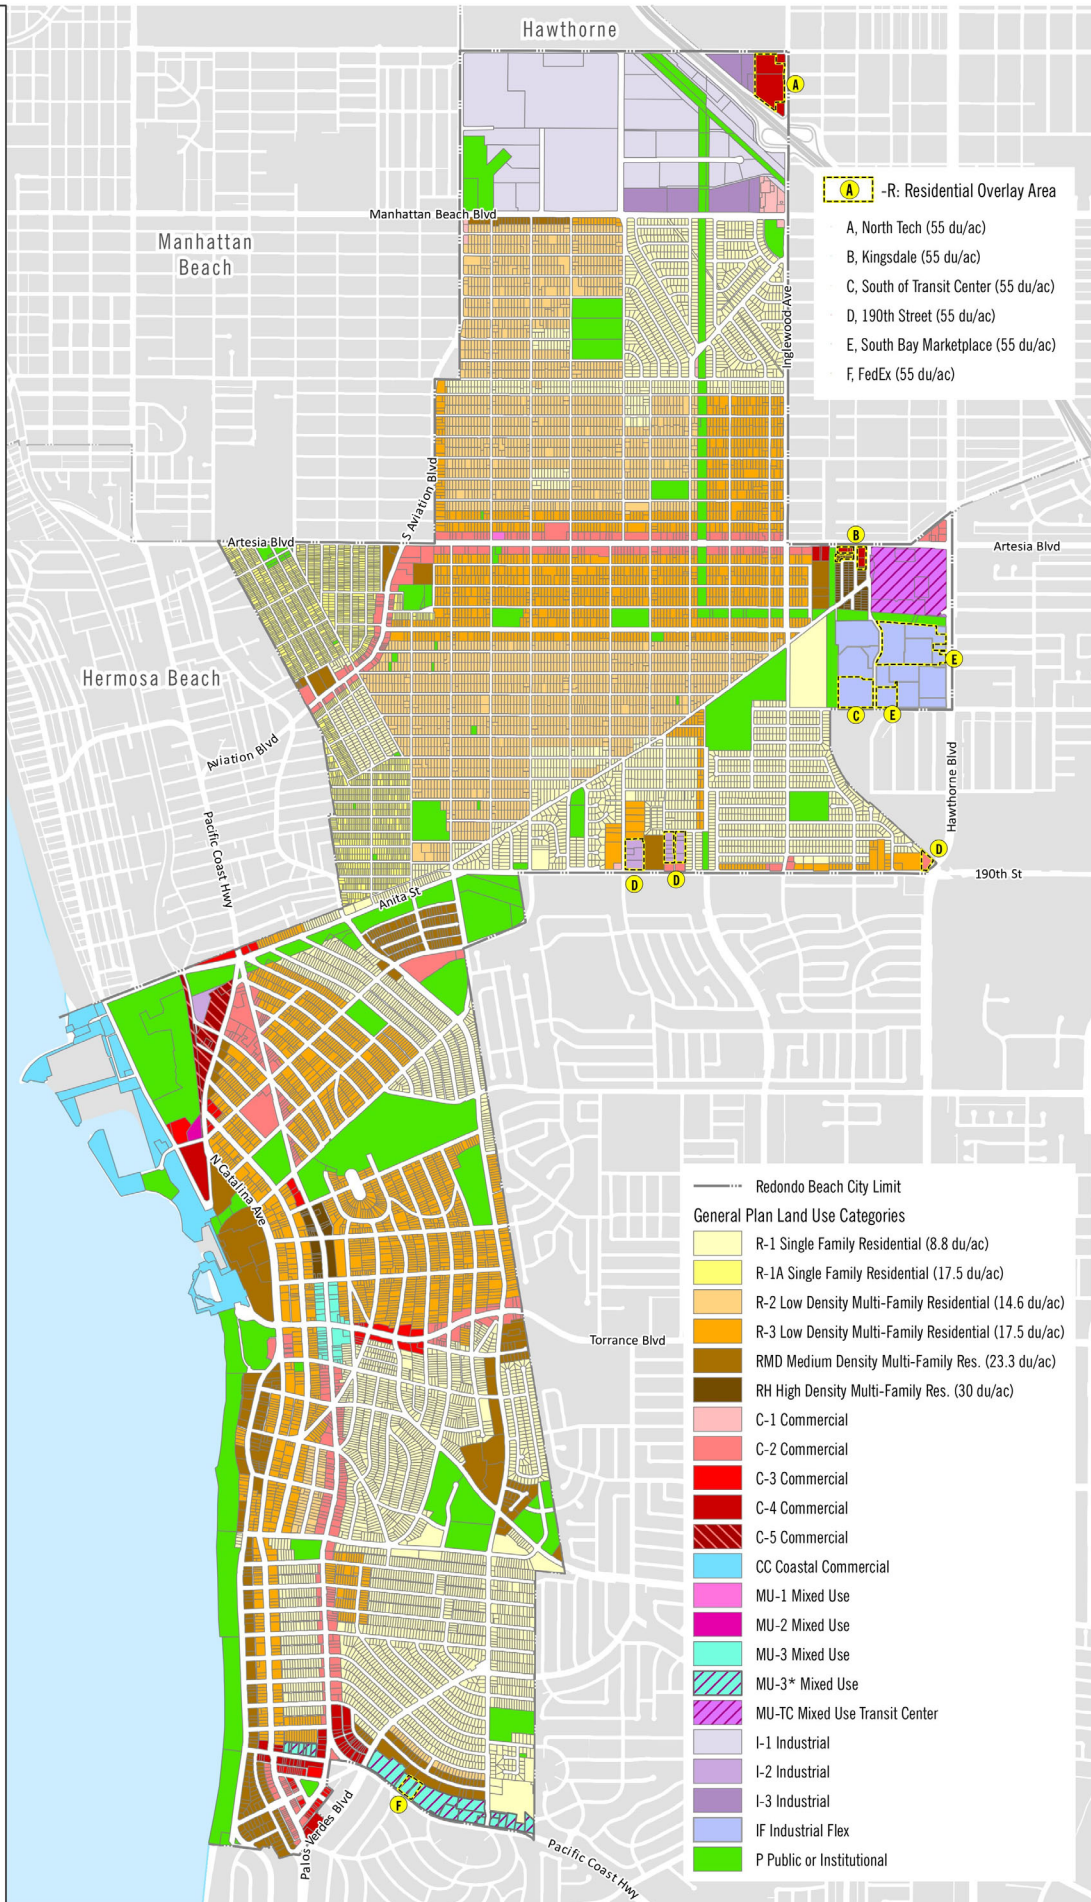 Hawthorne
A
A
-R: Residential Overlay Area
A, North Tech (55 du/ac)
B, Kingsdale (55 du/ac)
C, South of Transit Center (55 du/ac)
D, 190th Street (55 du/ac)
E, South Bay Marketplace (55 du/ac)
F, FedEx (55 du/ac)
Manhattan Beach Blvd
Manhattan
Beach
Inglewood Ave
S Aviation Blvd
Artesia Blvd
B
Artesia Blvd
Hermosa Beach
E
C
E
Aviation Blvd
Hawthorne Blvd
Pacific Coast Hwy
D
D
D
190th St
Anita St
N Catalina Ave
Torrance Blvd
F
Palos Verdes Blvd
Pacific Coast Hwy
Redondo Beach City Limit
General Plan Land Use Categories
R-1 Single Family Residential (8.8 du/ac)
R-1A Single Family Residential (17.5 du/ac)
R-2 Low Density Multi-Family Residential (14.6 du/ac)
R-3 Low Density Multi-Family Residential (17.5 du/ac)
RMD Medium Density Multi-Family Res. (23.3 du/ac)
RH High Density Multi-Family Res. (30 du/ac)
C-1 Commercial
C-2 Commercial
C-3 Commercial
C-4 Commercial
C-5 Commercial
CC Coastal Commercial
MU-1 Mixed Use
MU-2 Mixed Use
MU-3 Mixed Use
MU-3* Mixed Use
MU-TC Mixed Use Transit Center
I-1 Industrial
I-2 Industrial
I-3 Industrial
IF Industrial Flex
P Public or Institutional